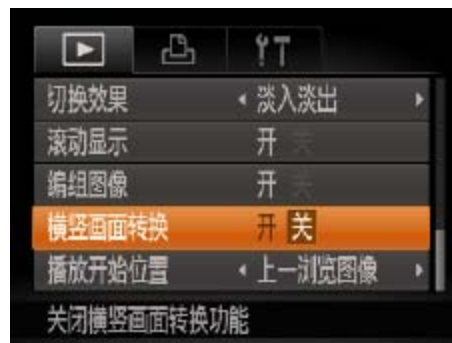 切换效果 淡入淡出
滚动显示 开 关
编组图像 开 关
横竖画面转换 开 关
播放开始位置 上一浏览图像
关闭横竖画面转换功能